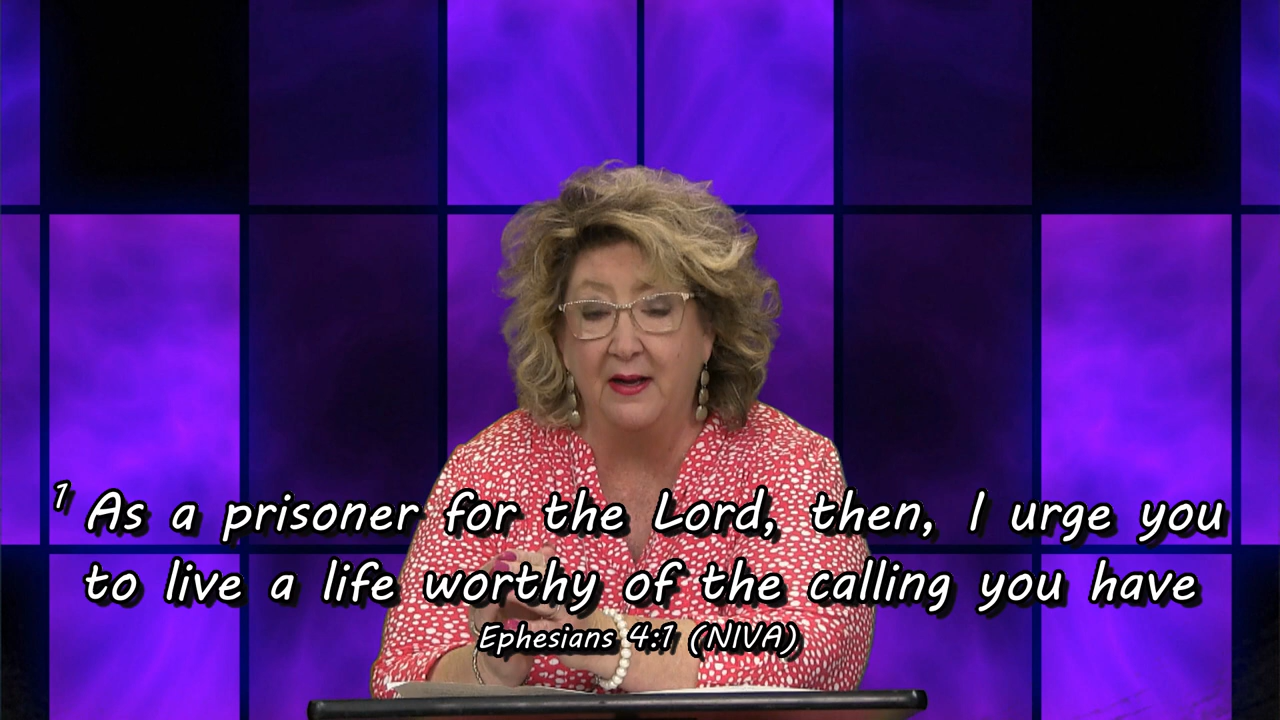 ¹ As a prisoner for the Lord, then, I urge you
to live a life worthy of the calling you have
Ephesians 4:1 (NIVA)